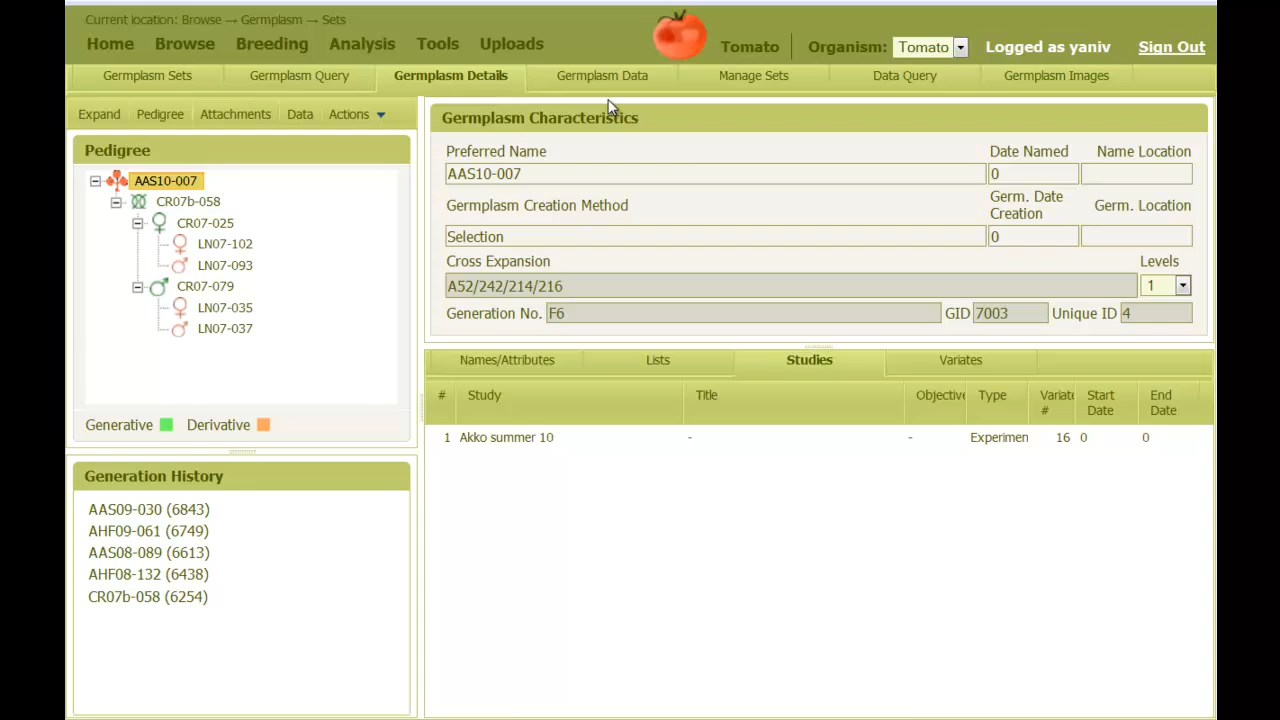 Current location: Browse → Germplasm → Sets
Home Browse Breeding Analysis Tools Uploads
Tomato Organism: Tomato Logged as yaniv Sign Out
Germplasm Sets Germplasm Query Germplasm Details Germplasm Data Manage Sets Data Query Germplasm Images
Expand Pedigree Attachments Data Actions
Pedigree
AAS10-007
CR07b-058
CR07-025
LN07-102
LN07-093
CR07-079
LN07-035
LN07-037
Generative Derivative
Generation History
AAS09-030 (6843)
AHF09-061 (6749)
AAS08-089 (6613)
AHF08-132 (6438)
CR07b-058 (6254)
Germplasm Characteristics
Preferred Name Date Named Name Location
AAS10-007 0
Germplasm Creation Method Germ. Date Creation Germ. Location
Selection 0
Cross Expansion Levels
A52/242/214/216 1
Generation No. F6 GID 7003 Unique ID 4
Names/Attributes Lists Studies Variates
# Study Title Objective Type Variate # Start Date End Date
1 Akko summer 10 - - Experimen 16 0 0